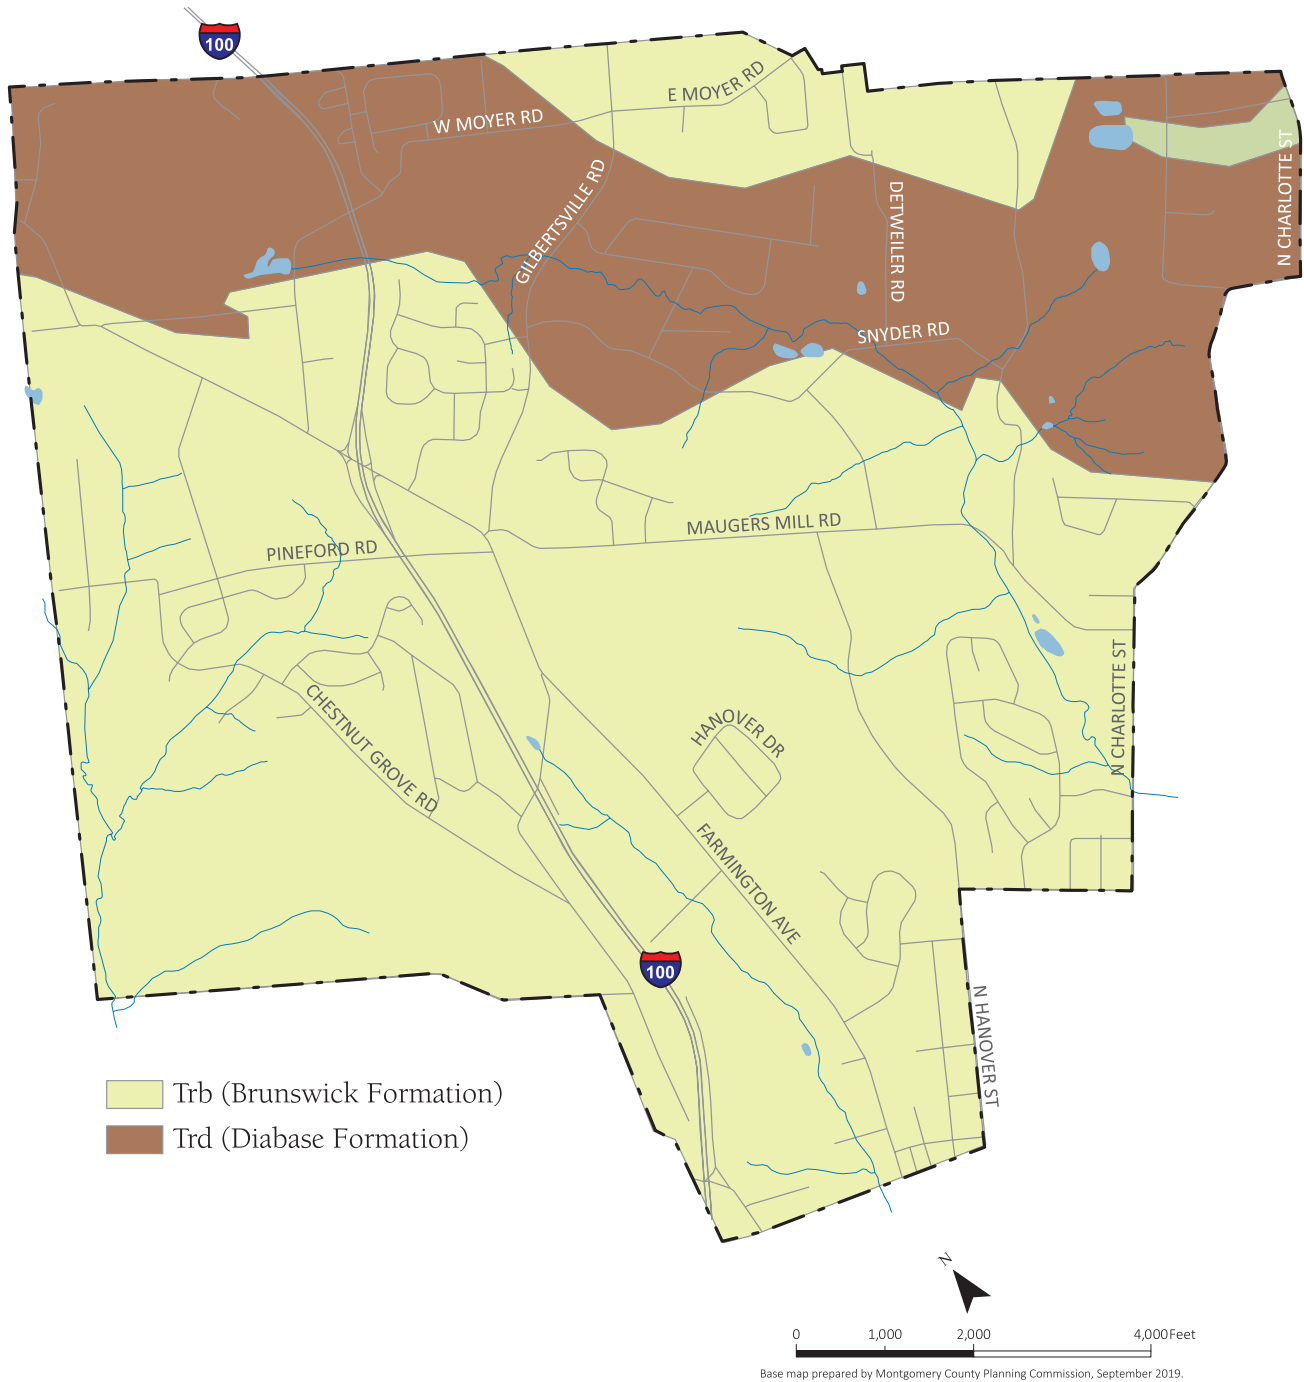 100
E MOYER RD
W MOYER RD
N CHARLOTTE ST
GILBERTSVILLE RD
DETWEILER RD
SNYDER RD
MAUGERS MILL RD
PINEFORD RD
N CHARLOTTE ST
CHESTNUT GROVE RD
HANOVER DR
FARMINGTON AVE
100
N HANOVER ST
Trb (Brunswick Formation)
Trd (Diabase Formation)
N
0 1,000 2,000 4,000 Feet
Base map prepared by Montgomery County Planning Commission, September 2019.